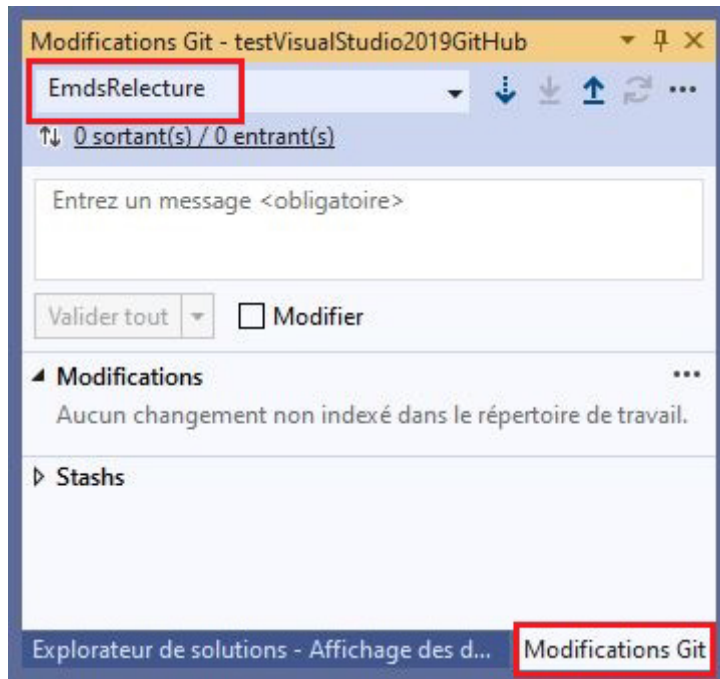 Modifications Git - testVisualStudio2019GitHub
EmdsRelecture
0 sortant(s) / 0 entrant(s)
Entrez un message <obligatoire>
Valider tout
Modifier
Modifications
Aucun changement non indexé dans le répertoire de travail.
Stashs
Explorateur de solutions - Affichage des d... Modifications Git